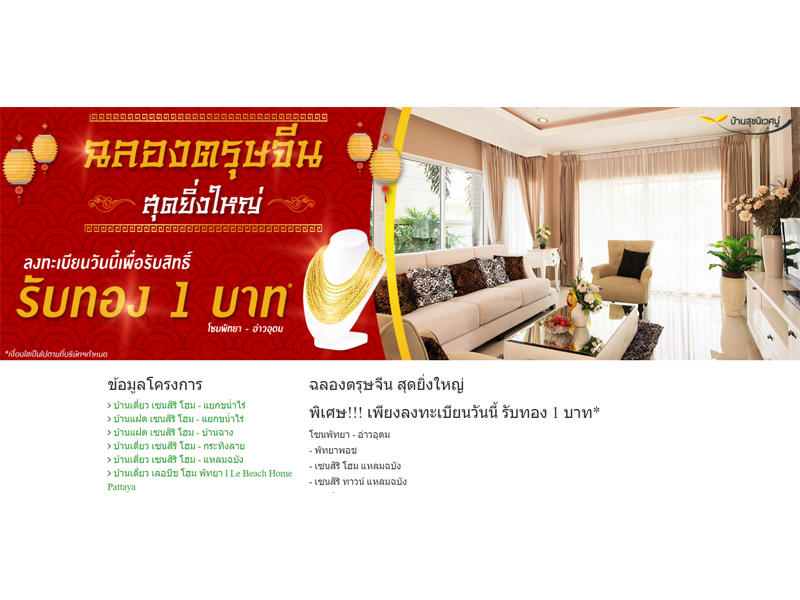 บ้านสุขนิเวศน์
ฉลองตรุษจีน
สุดยิ่งใหญ่
ลงทะเบียนวันนี้เพื่อรับสิทธิ์
รับทอง 1 บาท*
โซนพัทยา - อ่าวอุดม
*เงื่อนไขเป็นไปตามที่บริษัทฯกำหนด
ข้อมูลโครงการ
> บ้านเดี่ยว เซนสิริ โฮม - แยกขน่ำไร่
> บ้านแฝด เซนสิริ โฮม - แยกขน่ำไร่
> บ้านแฝด เซนสิริ โฮม - บ้านฉาง
> บ้านเดี่ยว เซนสิริ โฮม - กระทิงลาย
> บ้านเดี่ยว เซนสิริ โฮม - แหลมฉบัง
> บ้านเดี่ยว เลอบีช โฮม พัทยา l Le Beach Home
Pattaya
ฉลองตรุษจีน สุดยิ่งใหญ่
พิเศษ!!! เพียงลงทะเบียนวันนี้ รับทอง 1 บาท*
โซนพัทยา - อ่าวอุดม
- พัทยาพอช
- เซนสิริ โฮม แหลมฉบัง
- เซนสิริ ทาวน์ แหลมฉบัง